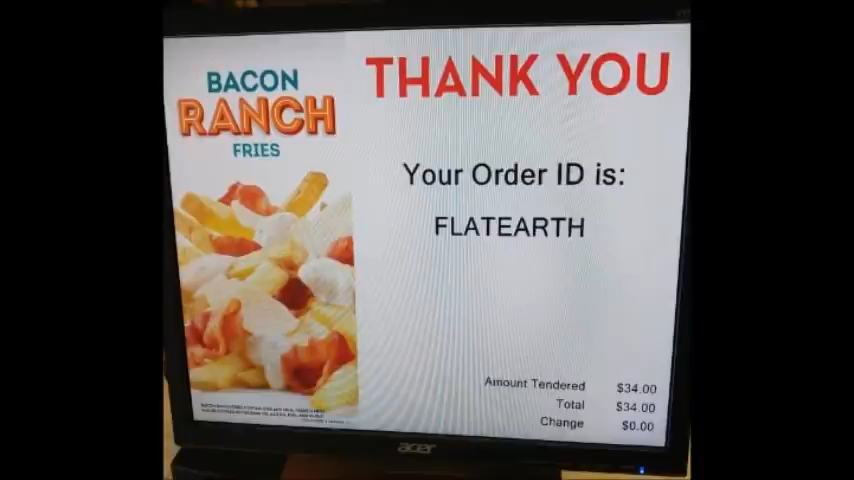 BACON
RANCH
FRIES
THANK YOU
Your Order ID is:
FLATEARTH
Amount Tendered $34.00
Total $34.00
Change $0.00
acer